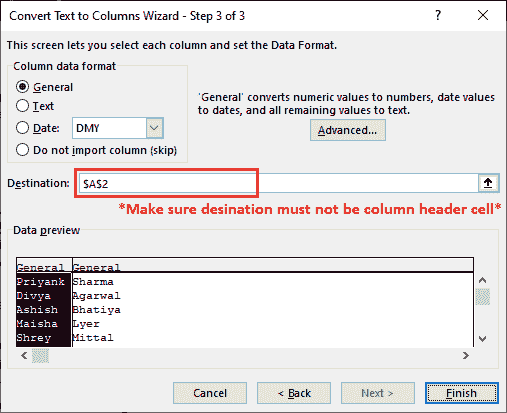 Convert Text to Columns Wizard - Step 3 of 3
This screen lets you select each column and set the Data Format.
Column data format
General
Text
Date: DMY
Do not import column (skip)
'General' converts numeric values to numbers, date values
to dates, and all remaining values to text.
Advanced...
Destination: $A$2
*Make sure desination must not be column header cell*
Data preview
General General
Priyank Sharma
Divya Agarwal
Ashish Bhatiya
Maisha Lyer
Shrey Mittal
Cancel < Back Next > Finish